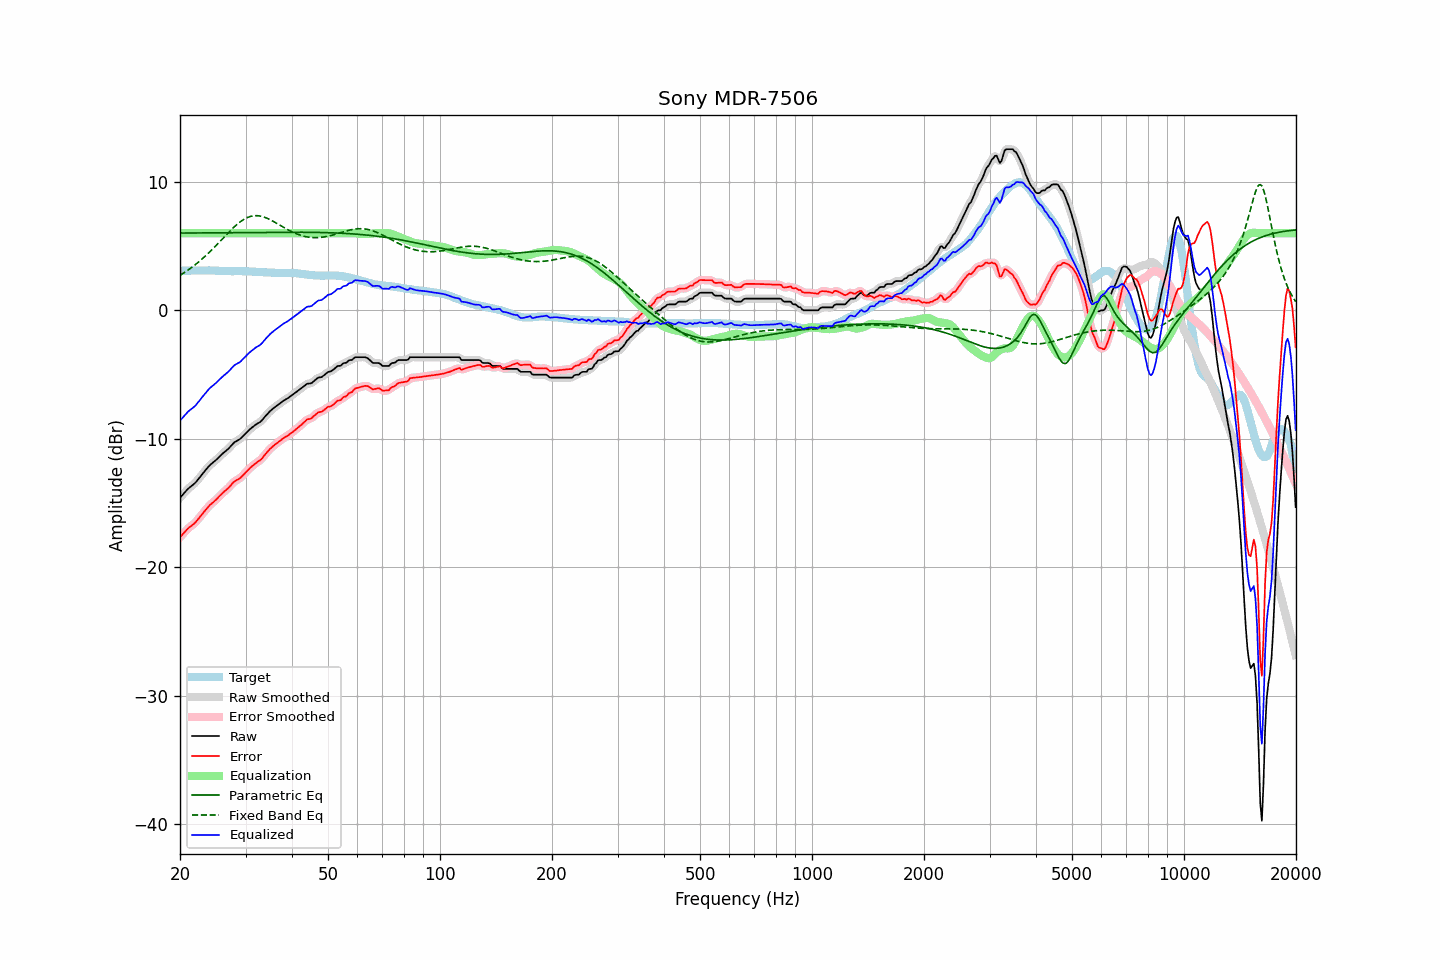 Sony MDR-7506
Amplitude (dBr)
10
0
−10
−20
−30
−40
Target
Raw Smoothed
Error Smoothed
Raw
Error
Equalization
Parametric Eq
Fixed Band Eq
Equalized
20 50 100 200 500 1000 2000 5000 10000 20000
Frequency (Hz)